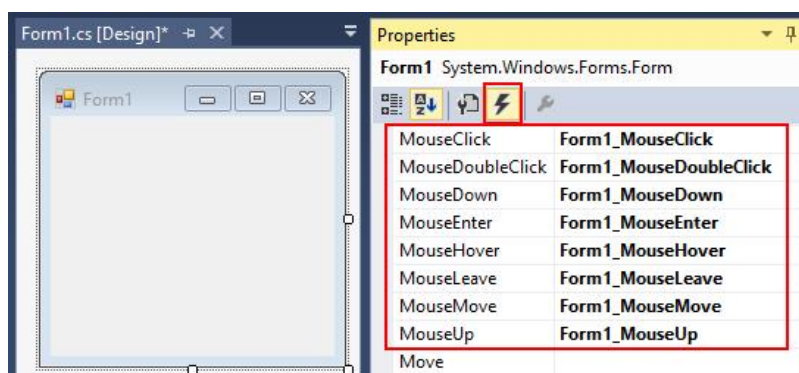 Form1.cs [Design]*
Form1
Properties
Form1 System.Windows.Forms.Form
MouseClick Form1_MouseClick
MouseDoubleClick Form1_MouseDoubleClick
MouseDown Form1_MouseDown
MouseEnter Form1_MouseEnter
MouseHover Form1_MouseHover
MouseLeave Form1_MouseLeave
MouseMove Form1_MouseMove
MouseUp Form1_MouseUp
Move